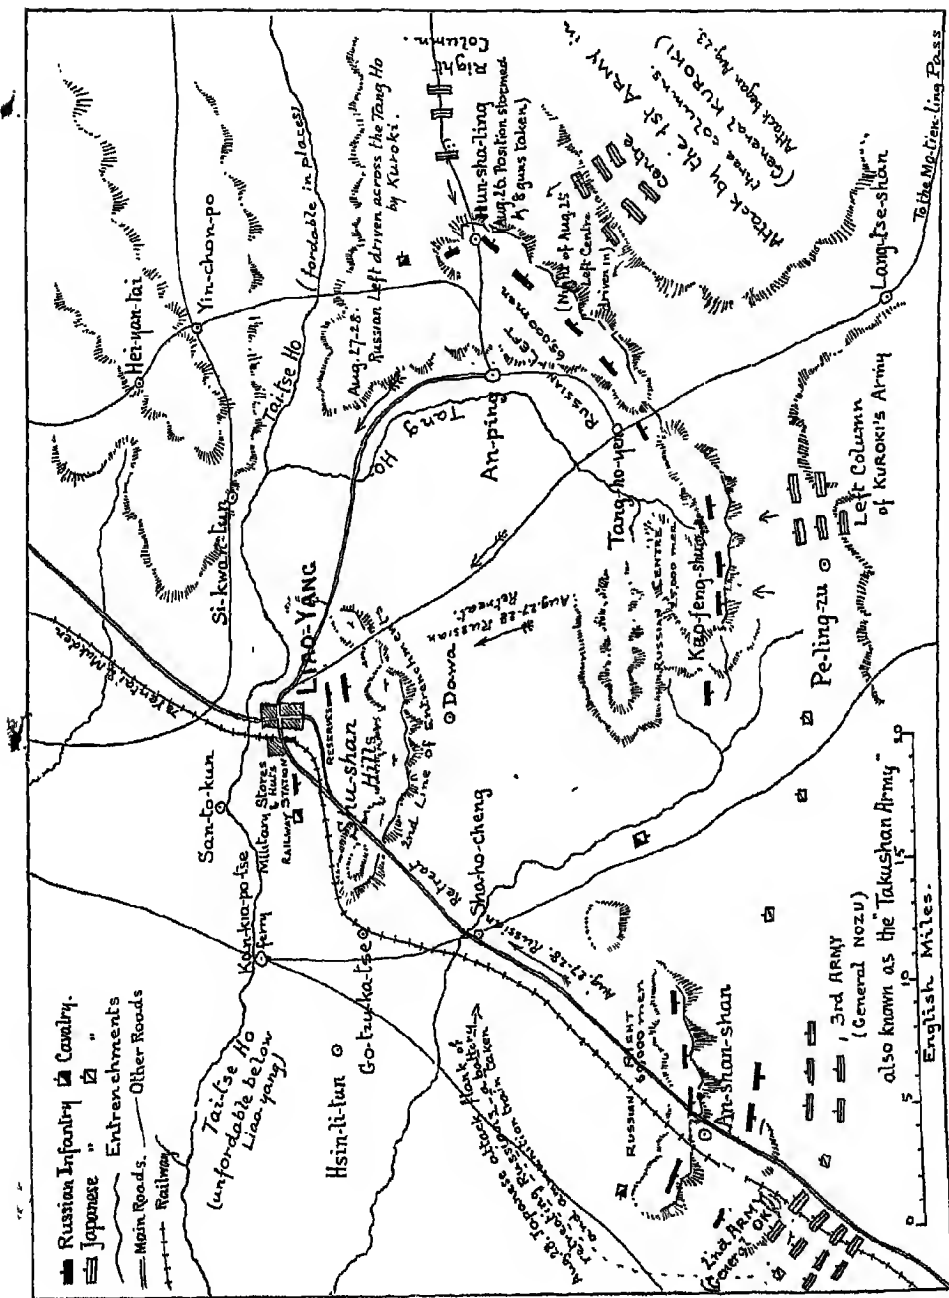 Russian Infantry Cavalry.
Japanese " "
Entrenchments
Main Roads. Other Roads
Railway
Tai-tse Ho
(unfordable below
Liao-yang)
Kan-kia-po-tse
ferry
San-to-kun
Military Stores
& Huts
RAILWAY STATION
LIAO-YANG
RESERVES
Shu-shan
Hills
2nd Line of Entrenchments
To Yentai & Mukden
Si-kwan-tun
Tai-tse Ho
(fordable in places)
Hei-yan-tai
Yin-chon-po
Aug. 27-28.
Russian Left driven across the Tang Ho
by Kuroki.
Right
Column.
Hun-sha-ling
Aug 26. Position stormed
& 8 guns taken)
(Night of Aug. 25
Left Centre
driven in)
Centre
Attack by the 1st ARMY in
three columns.
(General KUROKI)
Attack began Aug. 23.
RUSSIAN LEFT
65,000 men
An-ping
Tang
HO
Tang-ho-yen
Lang-tse-shan
To the Mo-tien-ling Pass
Hsin-li-tun
Go-tzu-ka-tse
Sha-ho-cheng
Dawa
Aug. 27-28 Russian
Retreat.
Aug. 27-28. Russian Retreat
RUSSIAN CENTRE
25,000 men
Kao-feng-shu
Pe-ling-zu
Left Column
of KUROKI'S Army
Aug 28. Japanese attack flank of
retreating Russians - a battery
and ammunition train taken
RUSSIAN RIGHT
An-shan-shan
2nd ARMY
(General OKU)
3rd ARMY
(General NOZU)
also known as the "Takushan Army"
0 5 10 15 20
English Miles.